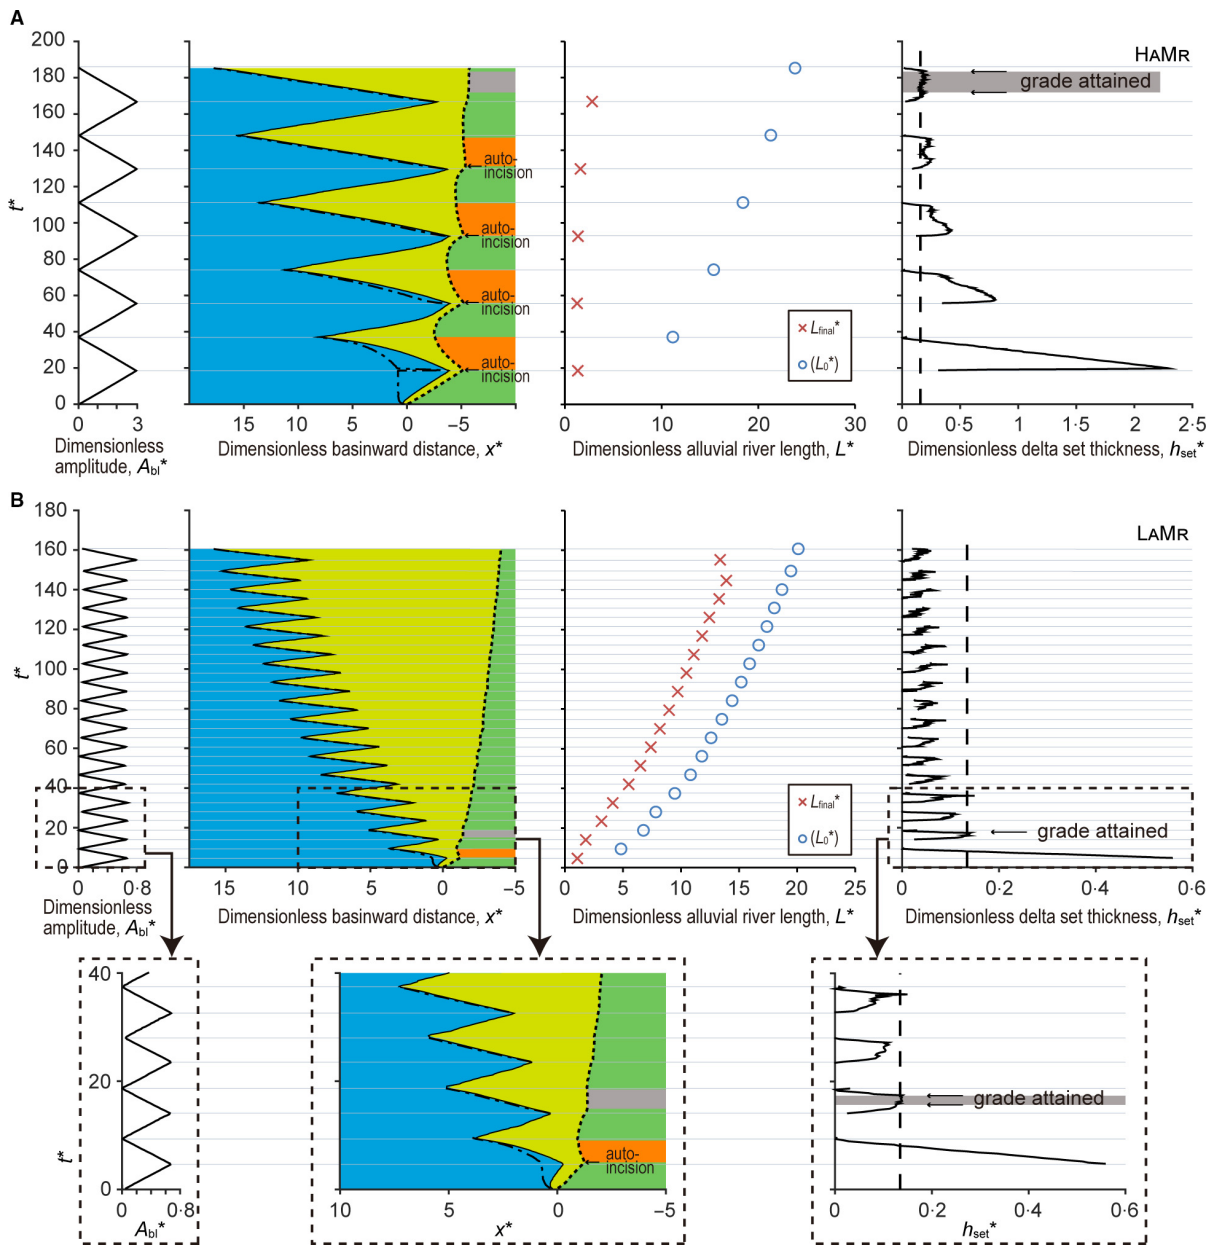 A
200
180
160
140
120
100
80
60
40
20
0
t*
0 3
Dimensionless
amplitude, Abl*
auto-
incision
auto-
incision
auto-
incision
auto-
incision
15 10 5 0 −5
Dimensionless basinward distance, x*
× Lfinal*
○ (L0*)
0 10 20 30
Dimensionless alluvial river length, L*
HAMR
grade attained
0 0·5 1 1·5 2 2·5
Dimensionless delta set thickness, hset*
B
180
160
140
120
100
80
60
40
20
0
t*
0 0·8
Dimensionless
amplitude, Abl*
15 10 5 0 -5
Dimensionless basinward distance, x*
× Lfinal*
○ (L0*)
0 5 10 15 20 25
Dimensionless alluvial river length, L*
LAMR
grade attained
0 0·2 0·4 0·6
Dimensionless delta set thickness, hset*
40
20
0
t*
0 0·8
Abl*
auto-
incision
10 5 0 −5
x*
grade attained
0 0·2 0·4 0·6
hset*